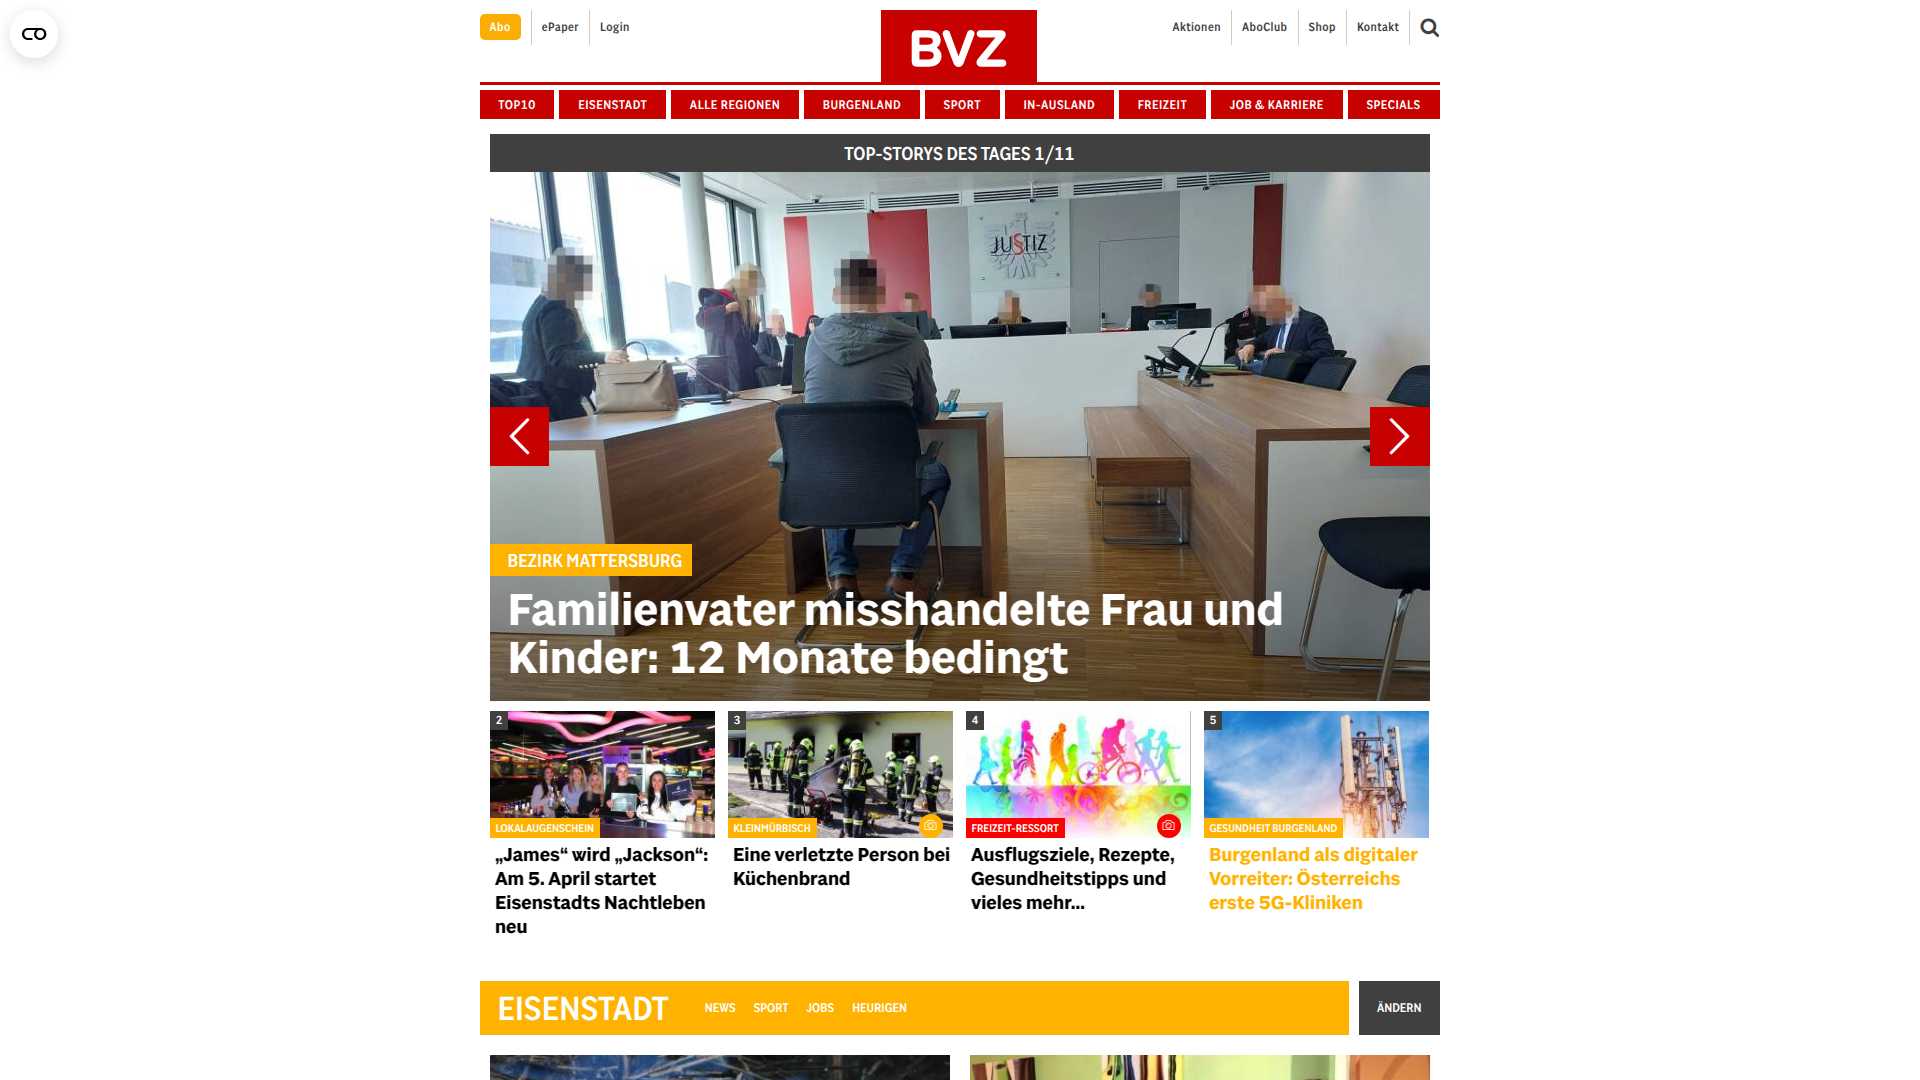 Abo
ePaper
Login
BVZ
Aktionen
AboClub
Shop
Kontakt
TOP10
EISENSTADT
ALLE REGIONEN
BURGENLAND
SPORT
IN-AUSLAND
FREIZEIT
JOB & KARRIERE
SPECIALS
TOP-STORYS DES TAGES 1/11
JUSTIZ
BEZIRK MATTERSBURG
Familienvater misshandelte Frau und
Kinder: 12 Monate bedingt
2
LOKALAUGENSCHEIN
„James“ wird „Jackson“:
Am 5. April startet
Eisenstadts Nachtleben
neu
3
KLEINMÜRBISCH
Eine verletzte Person bei
Küchenbrand
4
FREIZEIT-RESSORT
Ausflugsziele, Rezepte,
Gesundheitstipps und
vieles mehr...
5
GESUNDHEIT BURGENLAND
Burgenland als digitaler
Vorreiter: Österreichs
erste 5G-Kliniken
EISENSTADT
NEWS
SPORT
JOBS
HEURIGEN
ÄNDERN